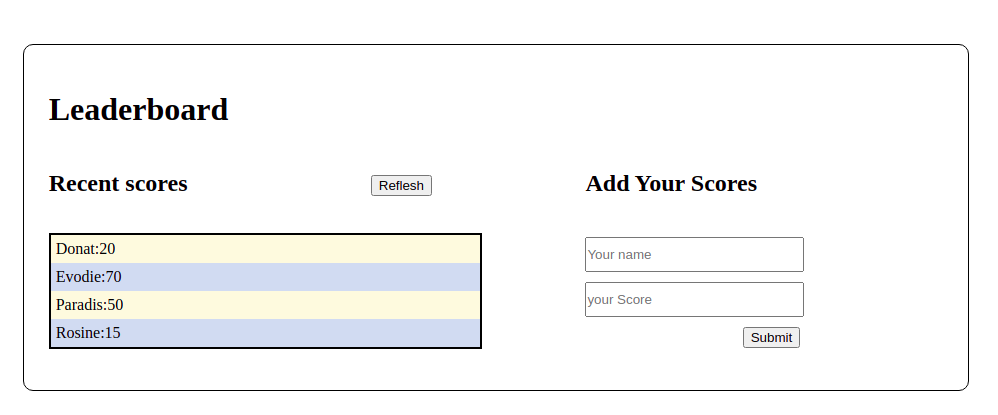 Leaderboard
Recent scores
Reflesh
Donat:20
Evodie:70
Paradis:50
Rosine:15
Add Your Scores
Your name
your Score
Submit